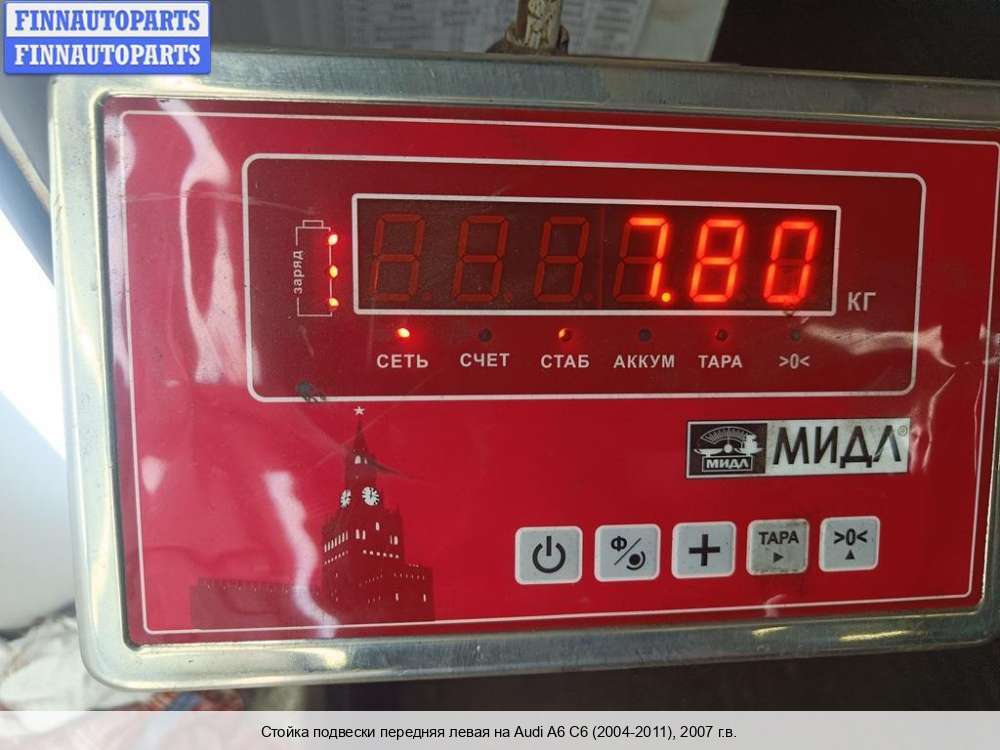 FINNAUTOPARTS
FINNAUTOPARTS
заряд
7.80
КГ
СЕТЬ СЧЕТ СТАБ АККУМ ТАРА >0<
МИДЛ МИДЛ®
Ф ТАРА >0<
Стойка подвески передняя левая на Audi A6 C6 (2004-2011), 2007 г.в.